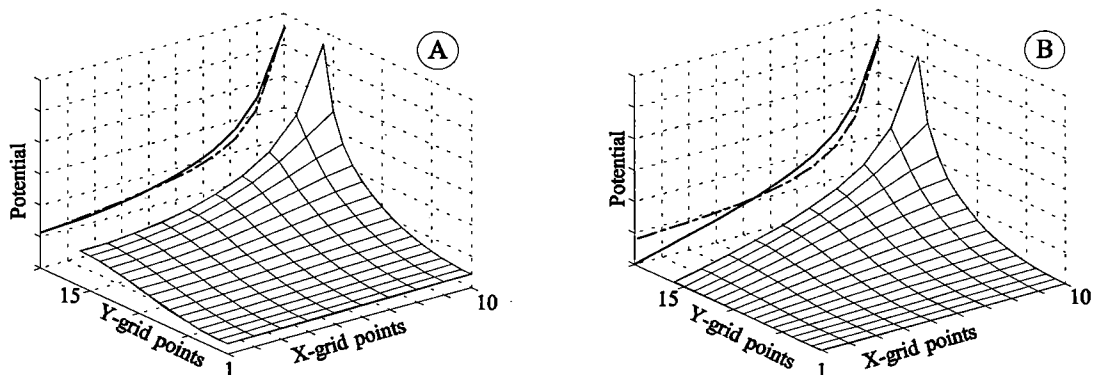 A
Potential
15
Y-grid points
1
X-grid points
10
B
Potential
15
Y-grid points
1
X-grid points
10